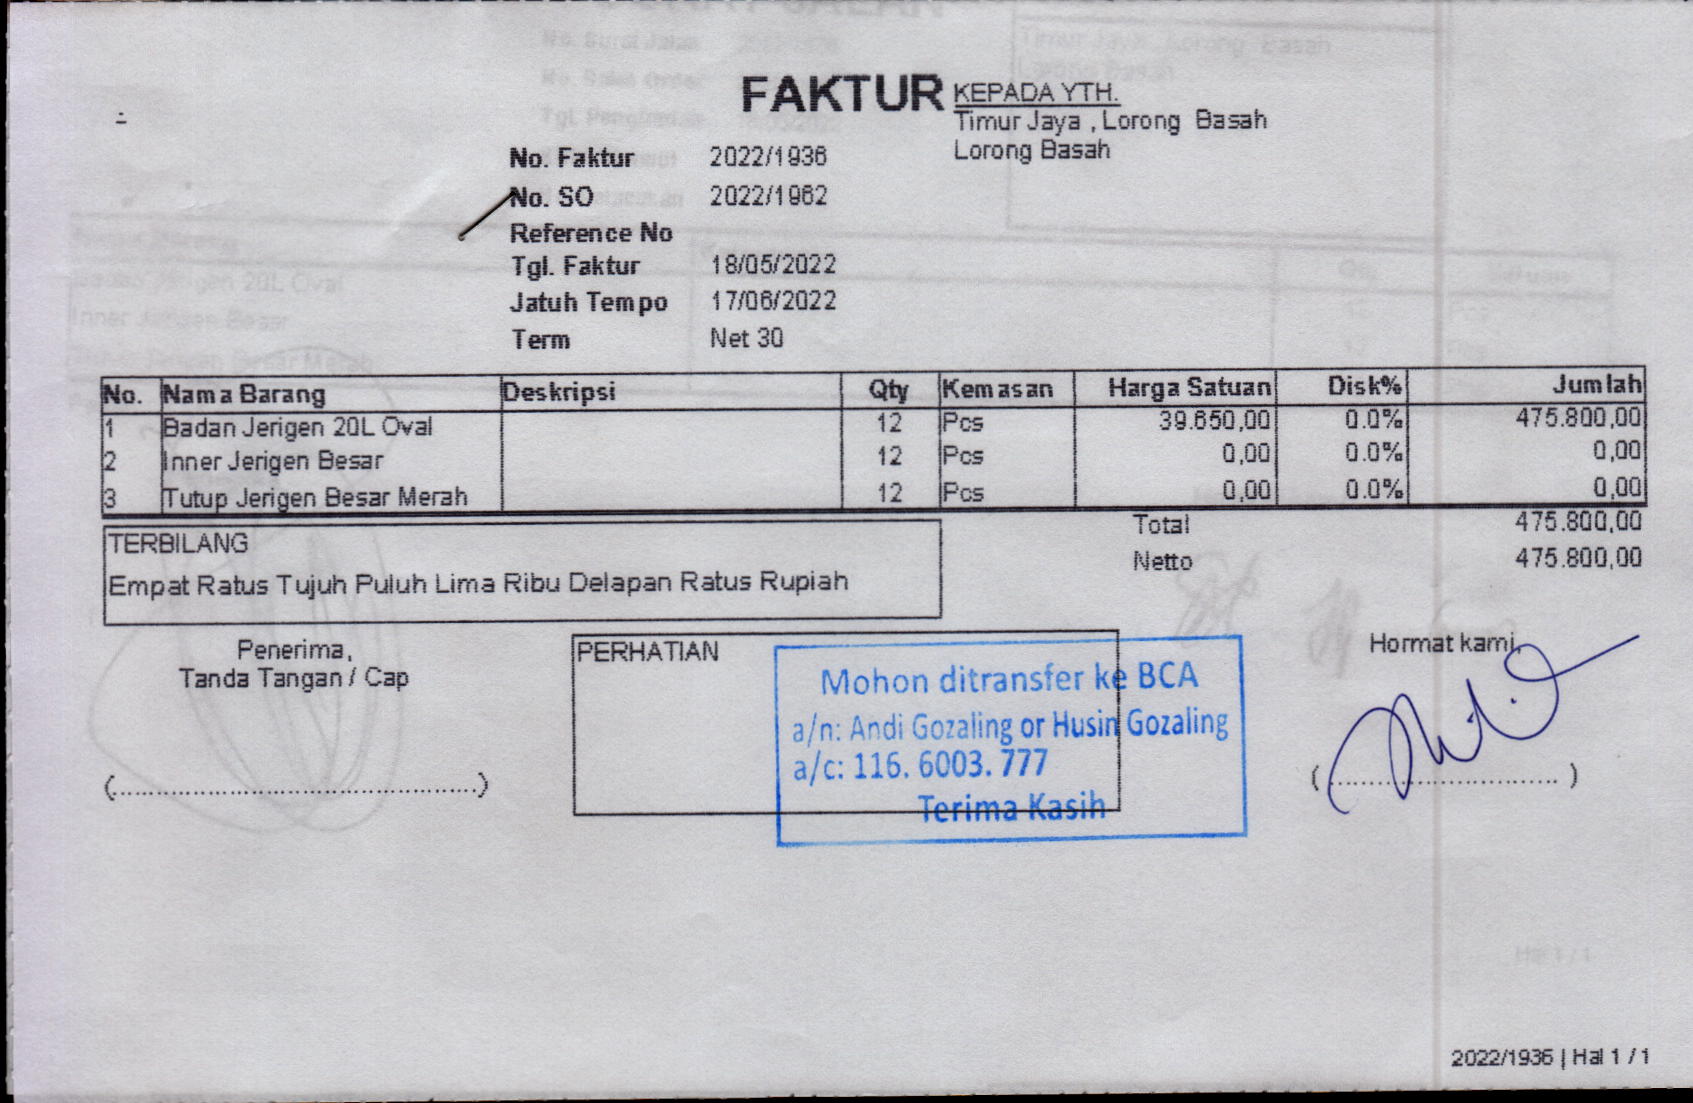 FAKTUR
KEPADA YTH.
Timur Jaya , Lorong Basah
Lorong Basah
No. Faktur 2022/1936
No. SO 2022/1962
Reference No
Tgl. Faktur 18/05/2022
Jatuh Tempo 17/06/2022
Term Net 30
No. Nama Barang Deskripsi Qty Kemasan Harga Satuan Disk% Jumlah
1 Badan Jerigen 20L Oval 12 Pcs 39.650,00 0.0% 475.800,00
2 Inner Jerigen Besar 12 Pcs 0,00 0.0% 0,00
3 Tutup Jerigen Besar Merah 12 Pcs 0,00 0.0% 0,00
Total 475.800,00
Netto 475.800,00
TERBILANG
Empat Ratus Tujuh Puluh Lima Ribu Delapan Ratus Rupiah
Penerima,
Tanda Tangan / Cap
(................................................)
PERHATIAN
Mohon ditransfer ke BCA
a/n: Andi Gozaling or Husin Gozaling
a/c: 116. 6003. 777
Terima Kasih
Hormat kami,
(................................)
2022/1936 | Hal 1 / 1